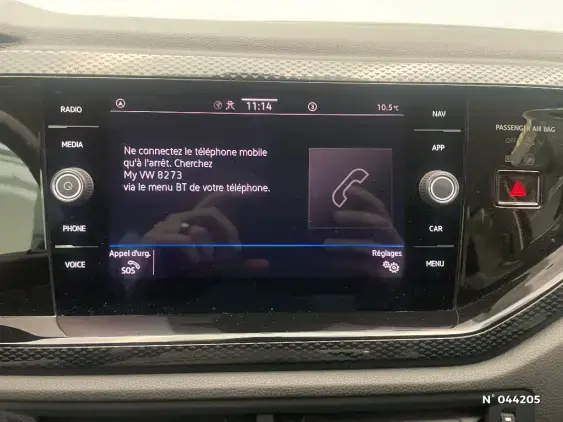 RADIO
MEDIA
PHONE
VOICE
11:14
10.5 °C
Ne connectez le téléphone mobile
qu'à l'arrêt. Cherchez
My VW 8273
via le menu BT de votre téléphone.
Appel d'urg.
SOS
Réglages
NAV
APP
CAR
MENU
PASSENGER AIR BAG
N° 044205